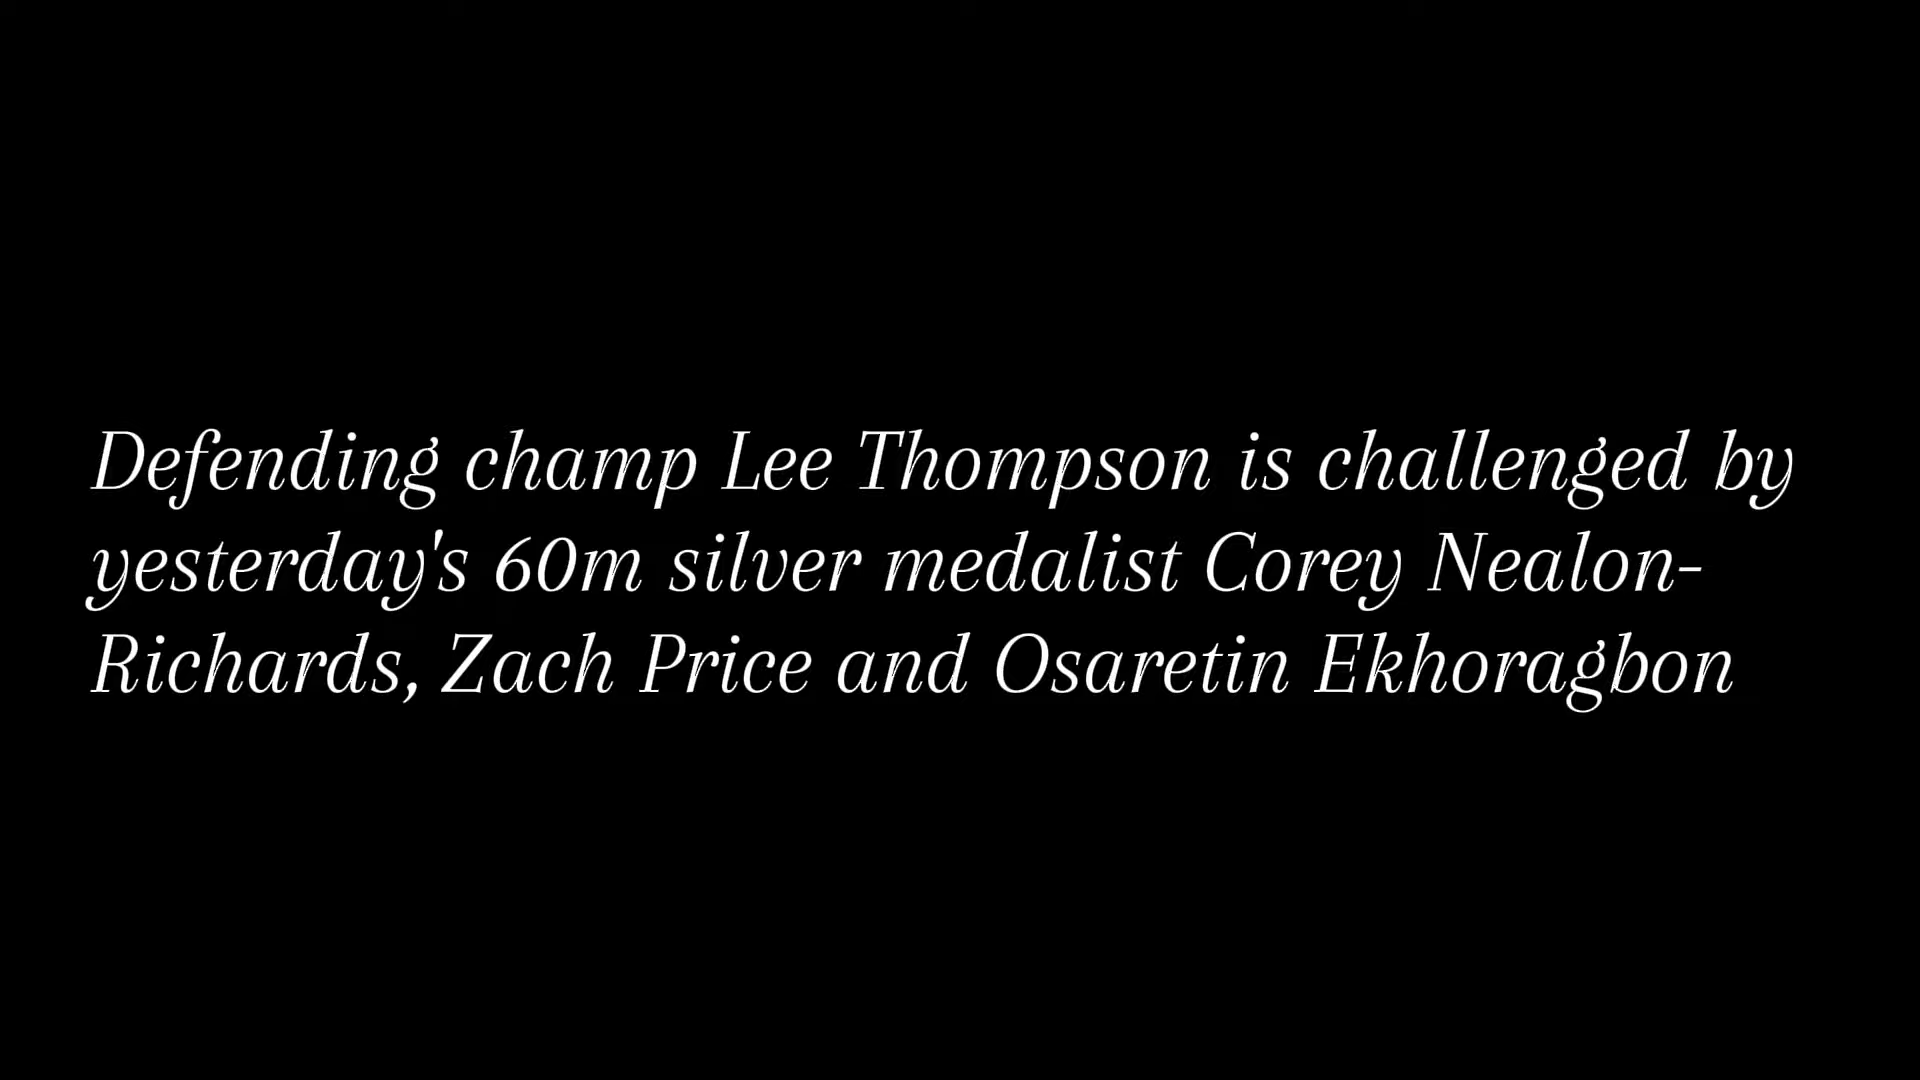 Defending champ Lee Thompson is challenged by
yesterday's 60m silver medalist Corey Nealon-
Richards, Zach Price and Osaretin Ekhoragbon